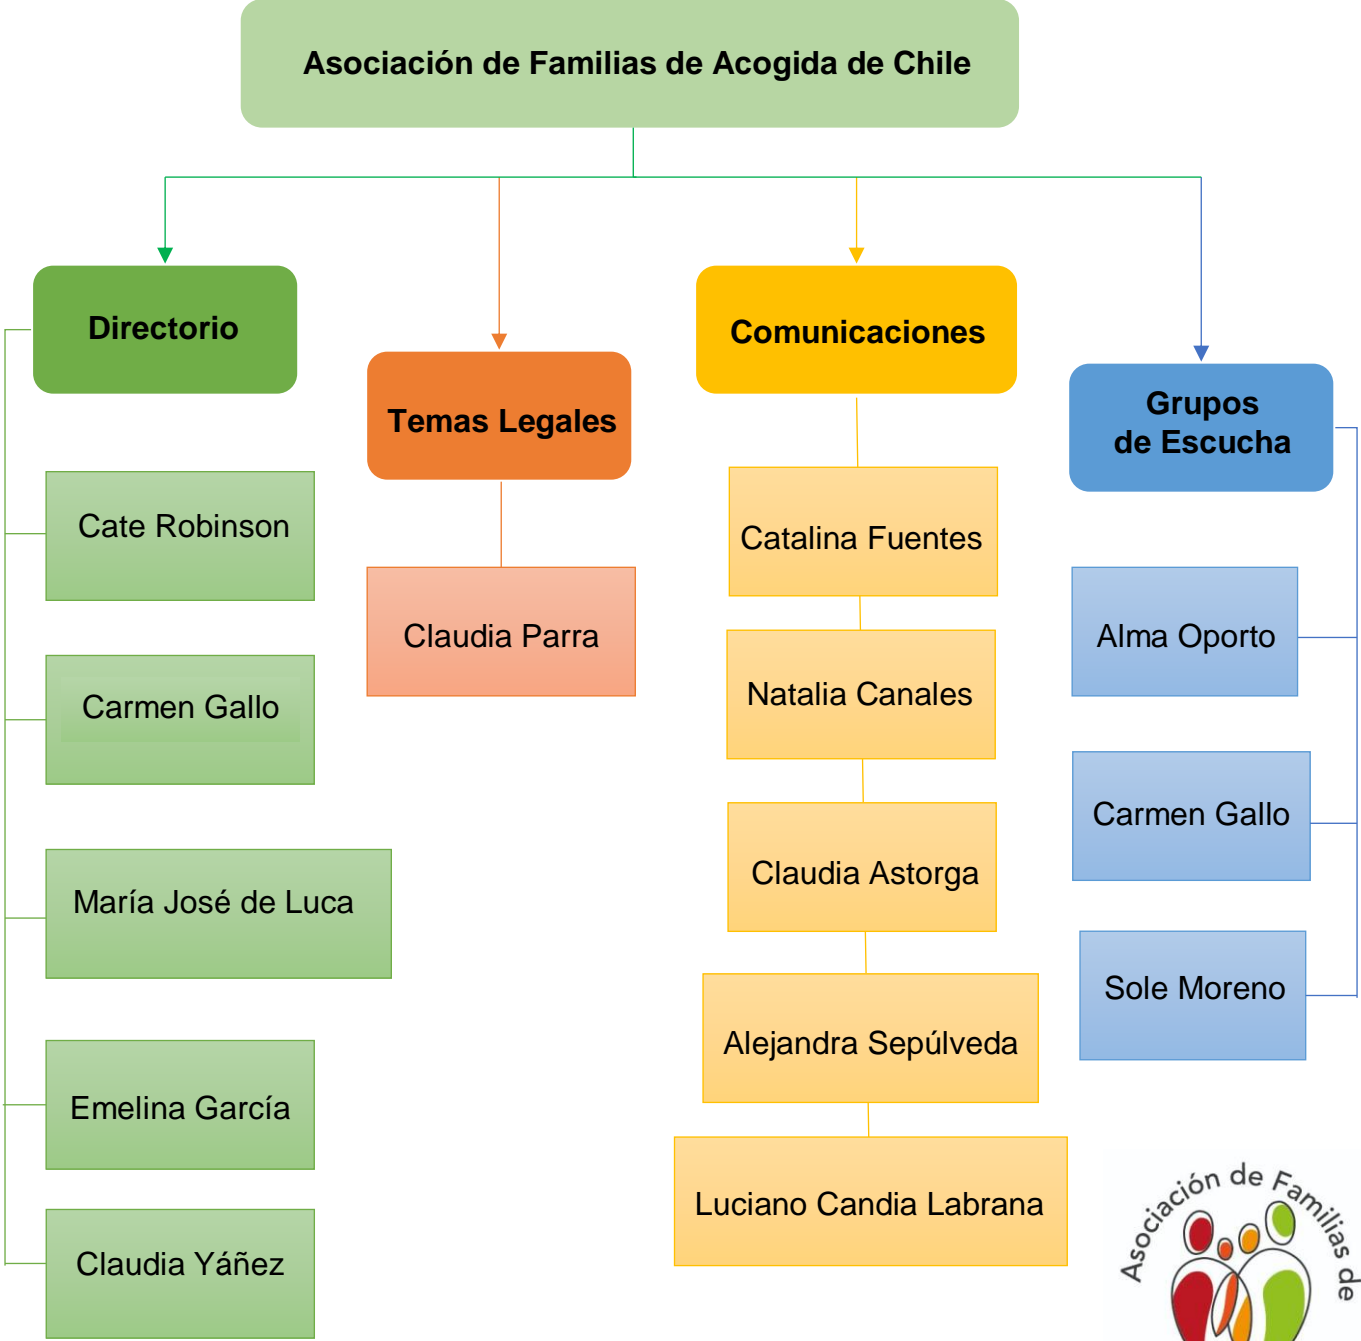 Asociación de Familias de Acogida de Chile
Directorio
Cate Robinson
Carmen Gallo
María José de Luca
Emelina García
Claudia Yáñez
Temas Legales
Claudia Parra
Comunicaciones
Catalina Fuentes
Natalia Canales
Claudia Astorga
Alejandra Sepúlveda
Luciano Candia Labrana
Grupos
de Escucha
Alma Oporto
Carmen Gallo
Sole Moreno
Asociación de Familias de